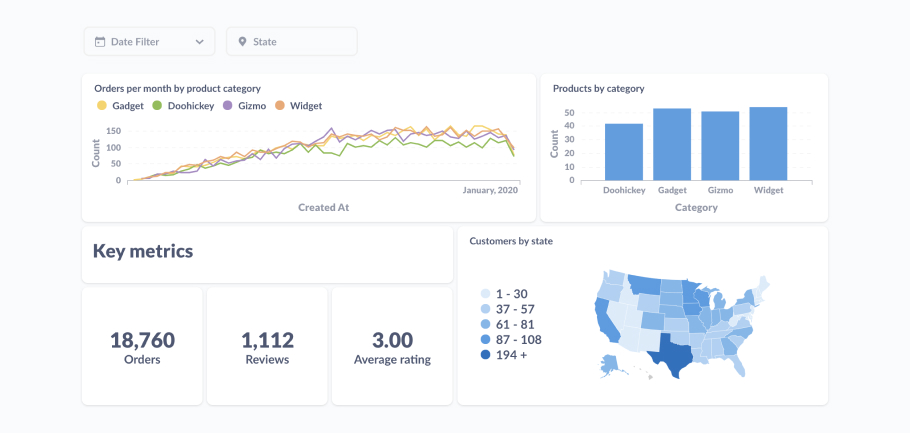 Date Filter
State
Orders per month by product category
Gadget Doohickey Gizmo Widget
Count
150
100
50
0
January, 2020
Created At
Products by category
Count
50
40
30
20
10
0
Doohickey Gadget Gizmo Widget
Category
Key metrics
18,760
Orders
1,112
Reviews
3.00
Average rating
Customers by state
1 - 30
37 - 57
61 - 81
87 - 108
194 +